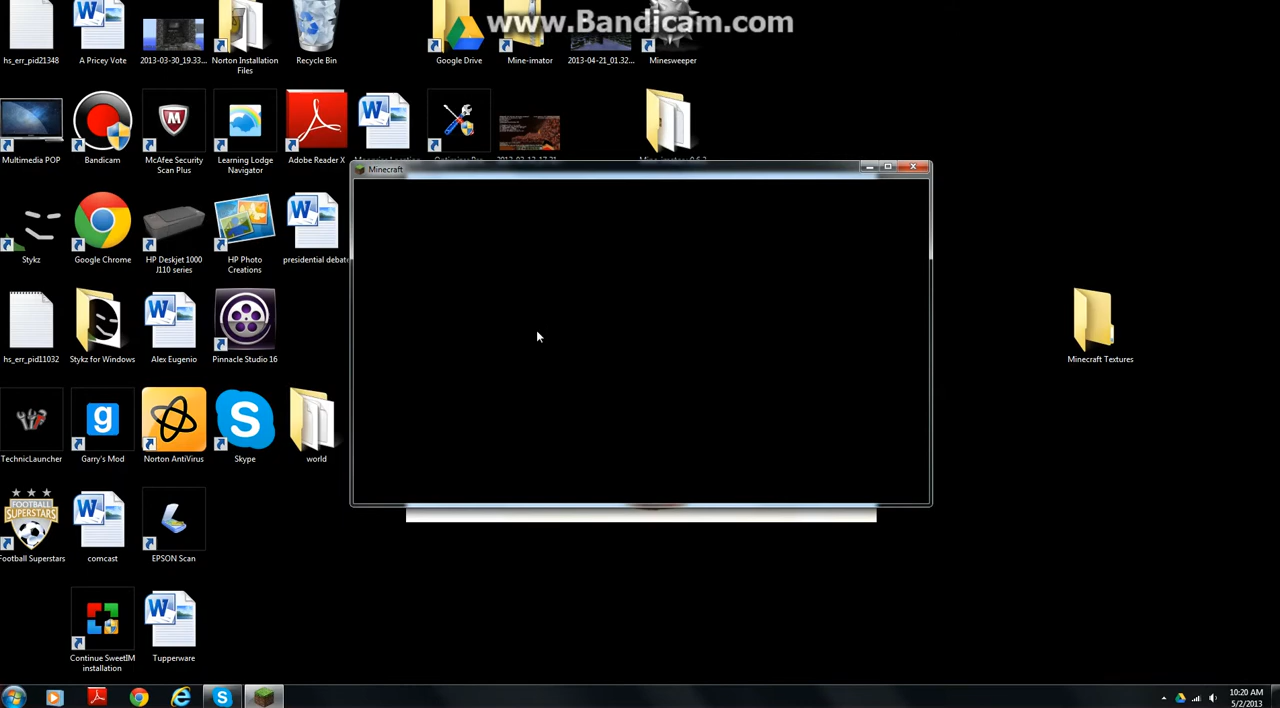 www.Bandicam.com
hs_err_pid21348
A Pricey Vote
2013-03-30_19.33...
Norton Installation
Files
Recycle Bin
Google Drive
Mine-imator
2013-04-21_01.32...
Minesweeper
Multimedia POP
Bandicam
McAfee Security
Scan Plus
Learning Lodge
Navigator
Adobe Reader X
Minecraft
Stykz
Google Chrome
HP Deskjet 1000
J110 series
HP Photo
Creations
presidential debat
hs_err_pid11032
Stykz for Windows
Alex Eugenio
Pinnacle Studio 16
Minecraft Textures
TechnicLauncher
g
Garry's Mod
Norton AntiVirus
Skype
world
FOOTBALL
SUPERSTARS
Football Superstars
comcast
EPSON Scan
Continue SweetIM
installation
Tupperware
10:20 AM
5/2/2013